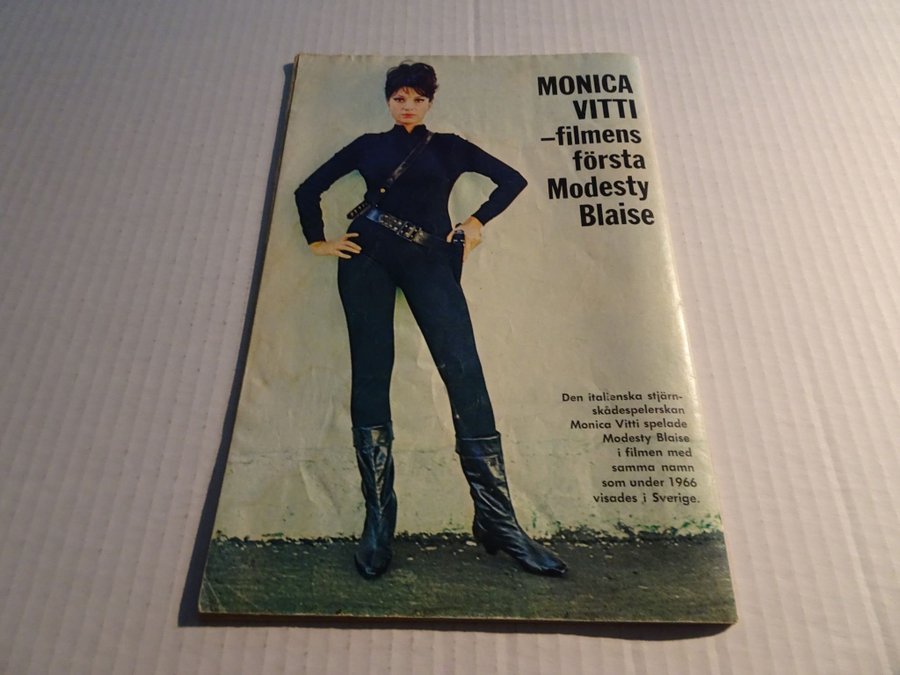 MONICA
VITTI
–filmens
första
Modesty
Blaise
Den italienska stjärn-
skådespelerskan
Monica Vitti spelade
Modesty Blaise
i filmen med
samma namn
som under 1966
visades i Sverige.